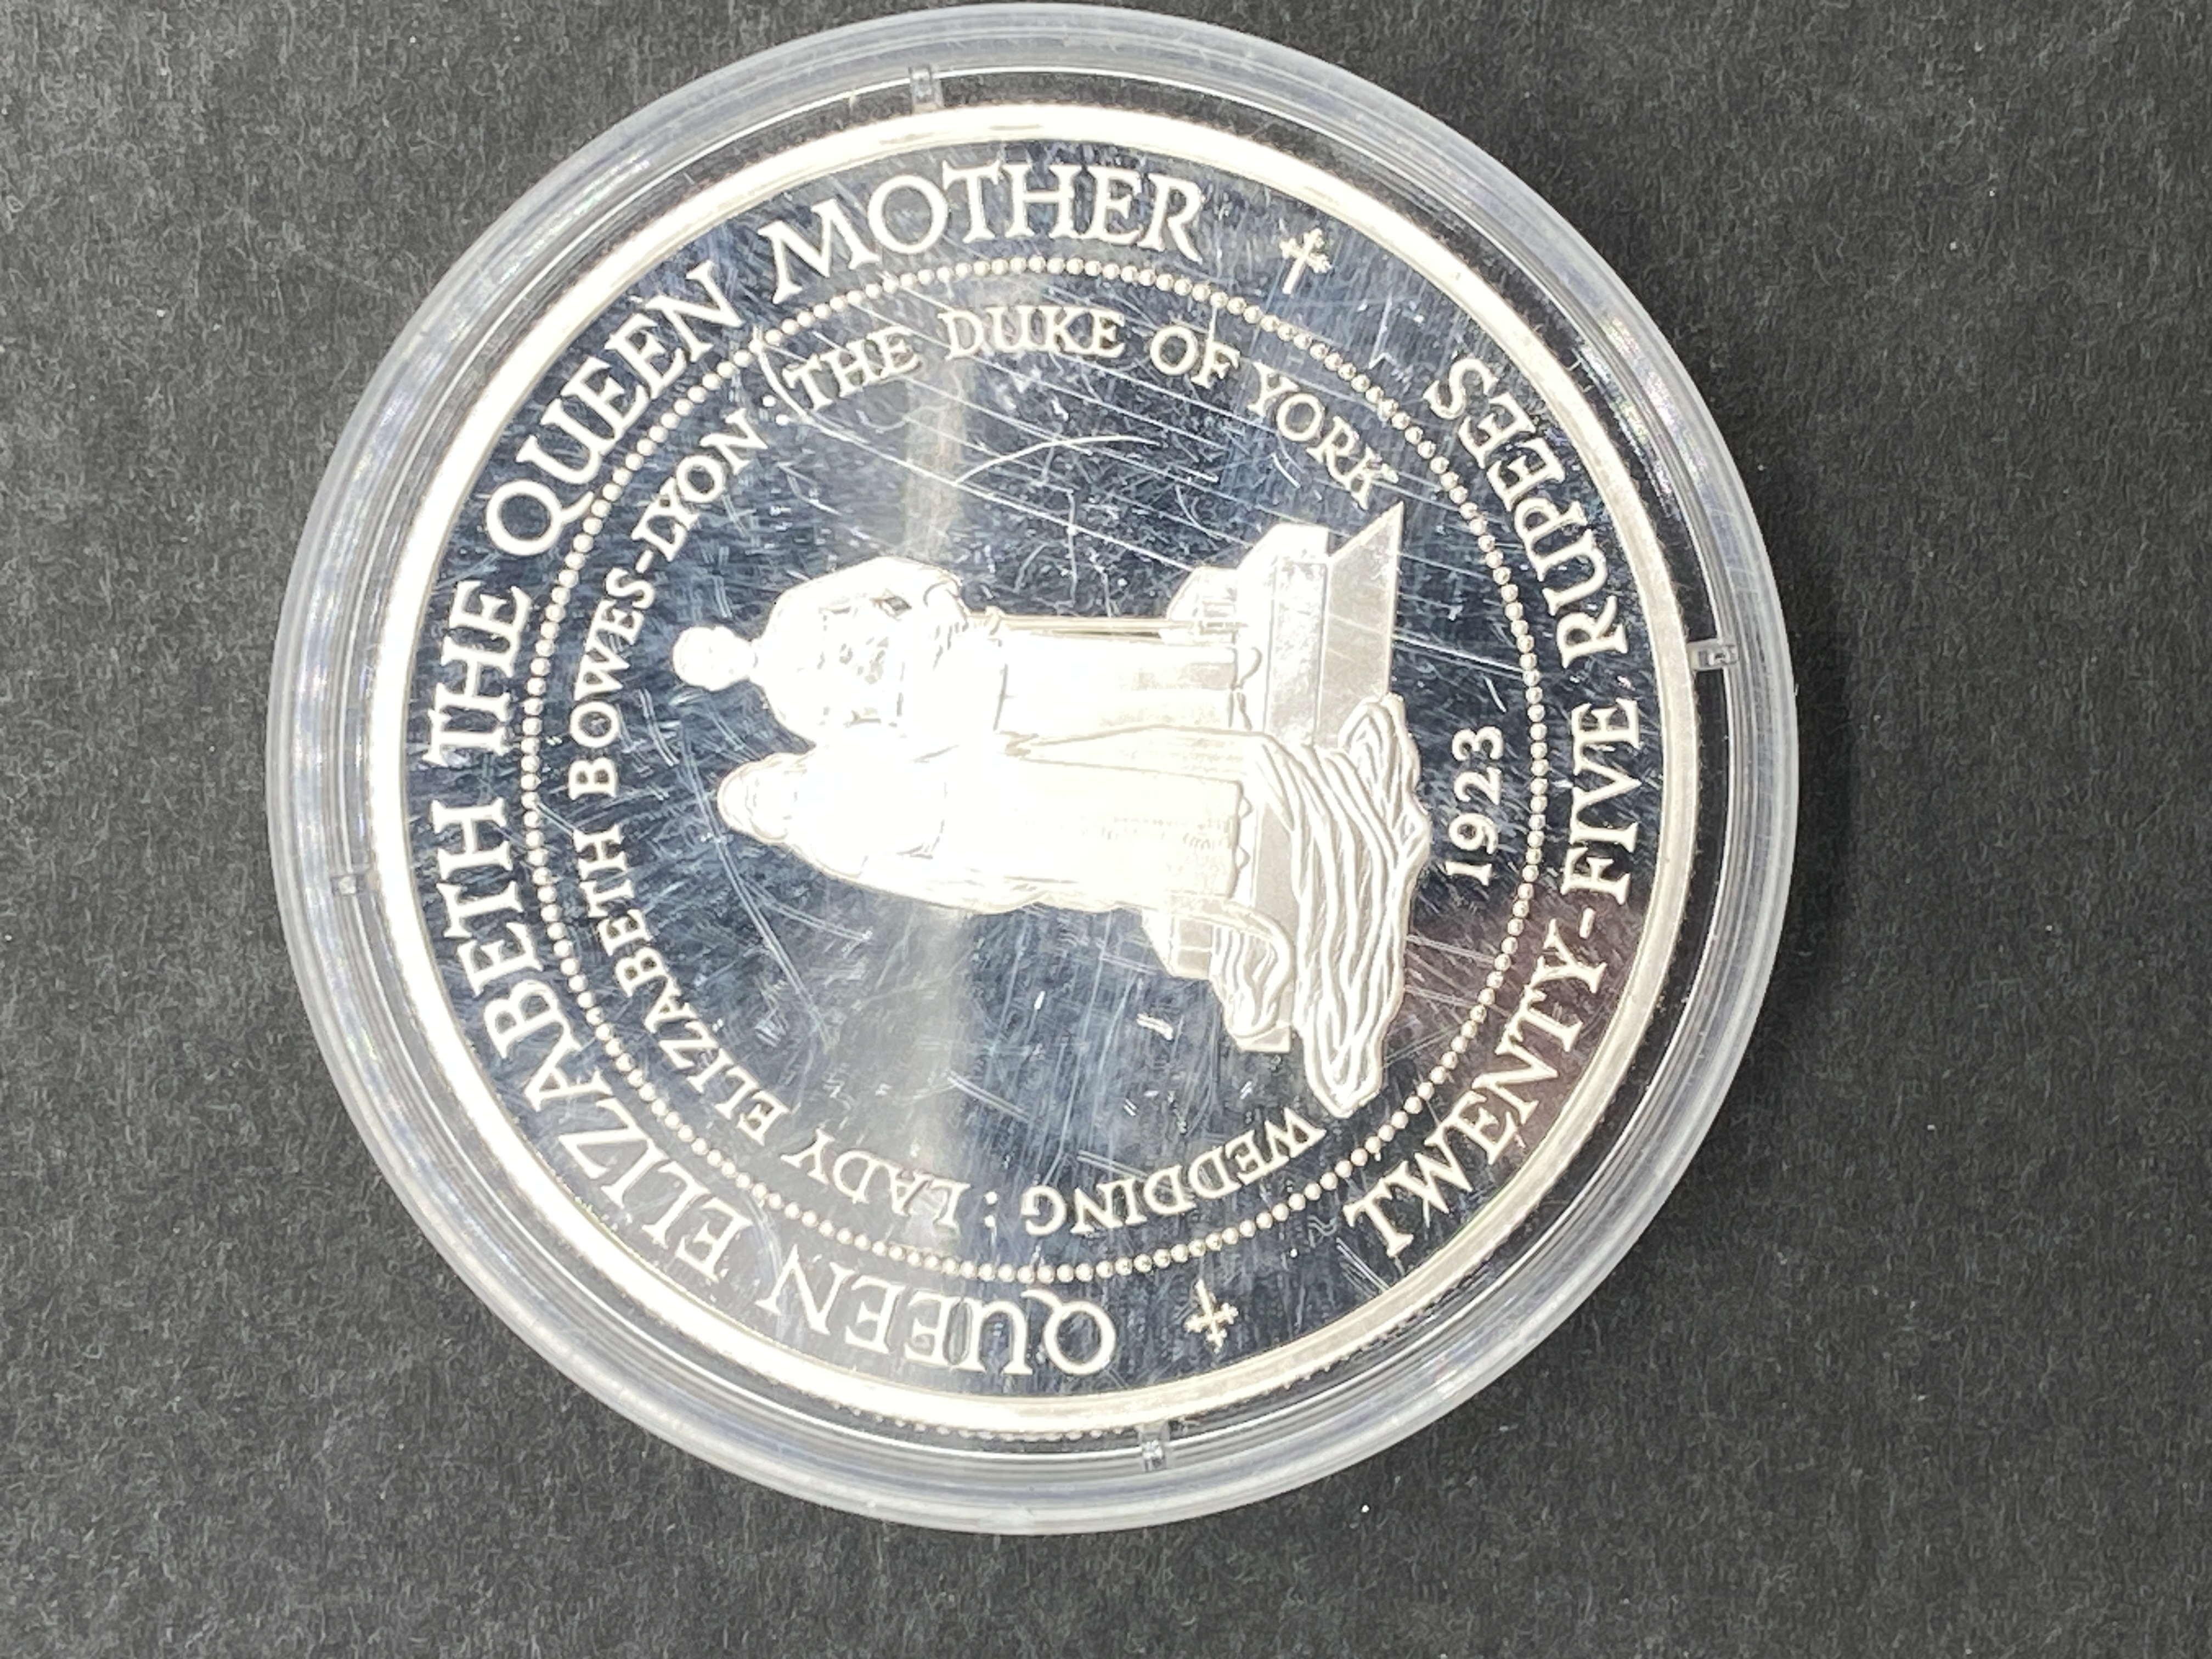 QUEEN ELIZABETH THE QUEEN MOTHER
TWENTY-FIVE RUPEES
WEDDING : LADY ELIZABETH BOWES-LYON : THE DUKE OF YORK
1923